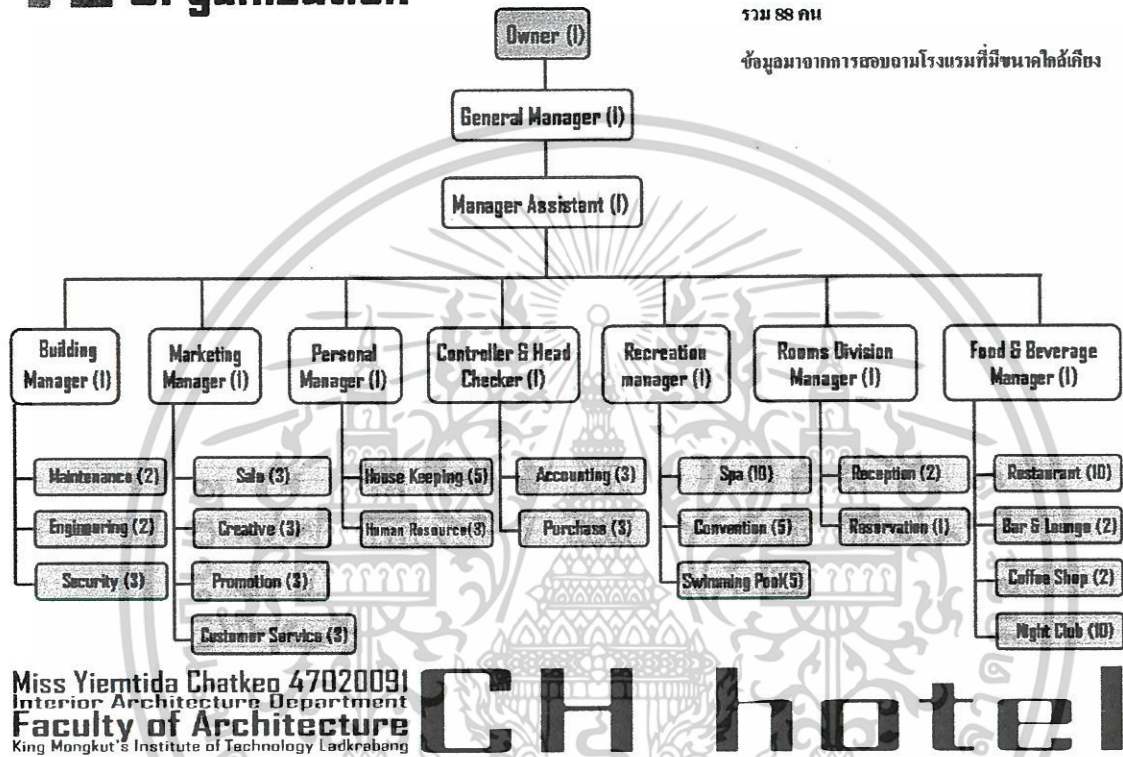 Organization
รวม 88 คน
ข้อมูลมาจากการสอบถามโรงแรมที่มีขนาดใกล้เคียง
Owner (1)
General Manager (1)
Manager Assistant (1)
Building
Manager (1)
Marketing
Manager (1)
Personal
Manager (1)
Controller & Head
Checker (1)
Recreation
manager (1)
Rooms Division
Manager (1)
Food & Beverage
Manager (1)
Maintenance (2)
Engineering (2)
Security (3)
Sale (3)
Creative (3)
Promotion (3)
Customer Service (3)
House Keeping (5)
Human Resource(3)
Accounting (3)
Purchase (3)
Spa (10)
Convention (5)
Swimming Pool(5)
Reception (2)
Reservation (1)
Restaurant (10)
Bar & Lounge (2)
Coffee Shop (2)
Night Club (10)
Miss Yiemtida Chatkeo 47020091
Interior Architecture Department
Faculty of Architecture
King Mongkut's Institute of Technology Ladkrabang
CH hotel